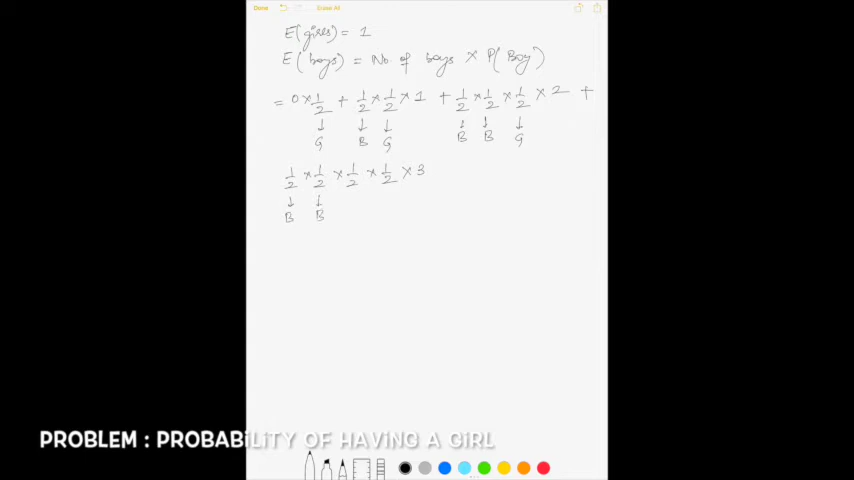 Done Erase All
E(girls) = 1
E(boys) = No of boys × P(Boy)
= 0 × 1/2 + 1/2 × 1/2 × 1 + 1/2 × 1/2 × 1/2 × 2 +
↓ ↓ ↓ ↓ ↓ ↓
G B G B B G
1/2 × 1/2 × 1/2 × 1/2 × 3
↓ ↓
B B
PROBLEM : PROBABILITY OF HAVING A GIRL